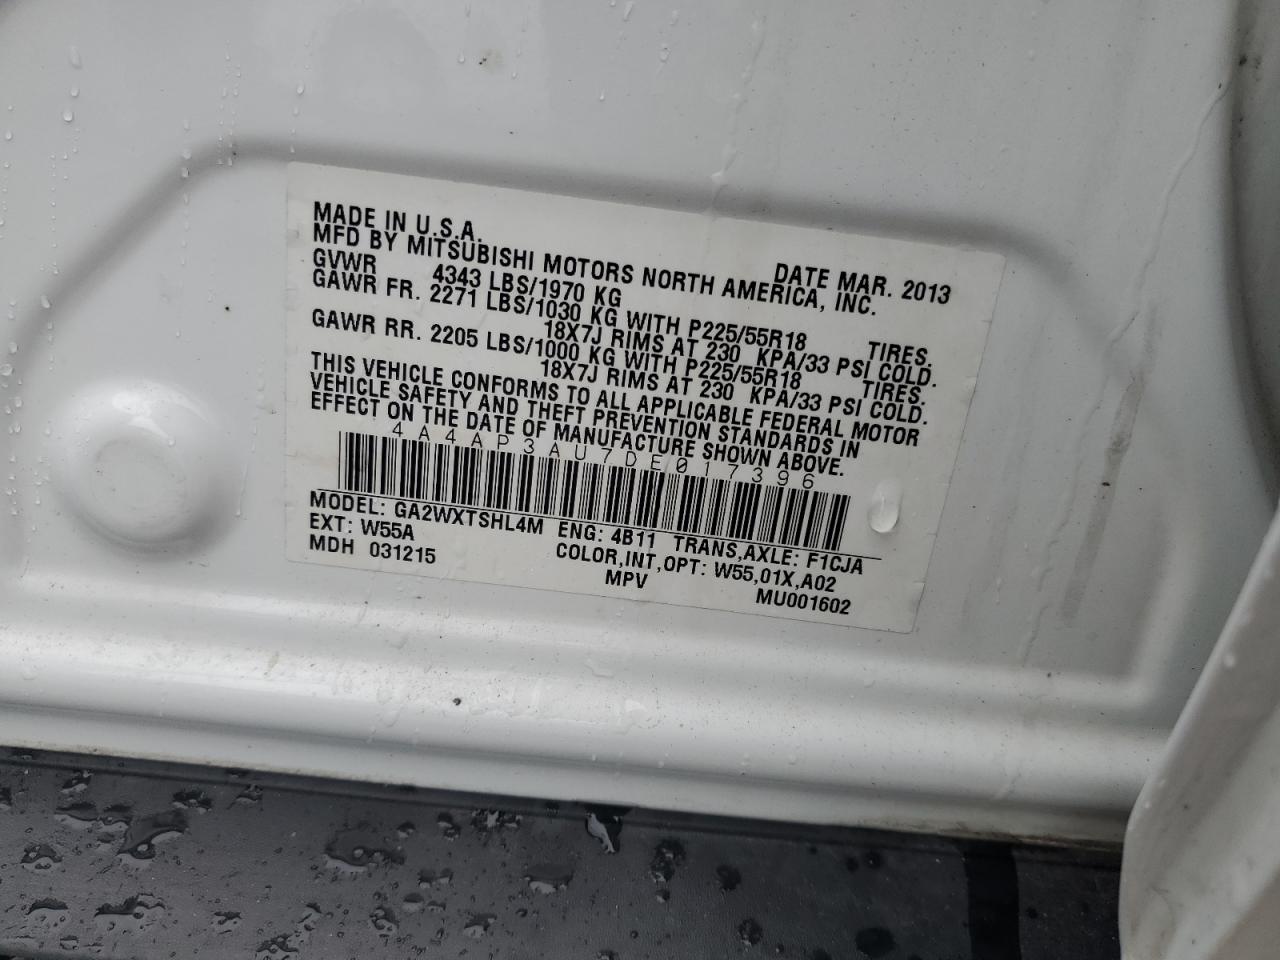 MADE IN U.S.A.
MFD BY MITSUBISHI MOTORS NORTH AMERICA, INC. DATE MAR. 2013
GVWR 4343 LBS/1970 KG
GAWR FR. 2271 LBS/1030 KG WITH P225/55R18 TIRES.
18X7J RIMS AT 230 KPA/33 PSI COLD.
GAWR RR. 2205 LBS/1000 KG WITH P225/55R18 TIRES.
18X7J RIMS AT 230 KPA/33 PSI COLD.
THIS VEHICLE CONFORMS TO ALL APPLICABLE FEDERAL MOTOR
VEHICLE SAFETY AND THEFT PREVENTION STANDARDS IN
EFFECT ON THE DATE OF MANUFACTURE SHOWN ABOVE.
4A4AP3AU7DE017396
MODEL: GA2WXTSHL4M ENG: 4B11 TRANS,AXLE: F1CJA
EXT: W55A COLOR,INT,OPT: W55,01X,A02
MDH 031215 MPV MU001602